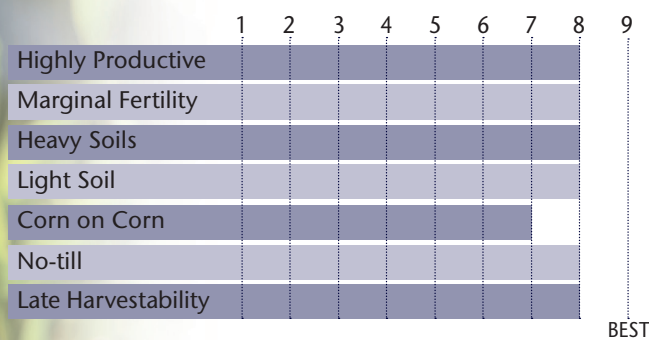 1 2 3 4 5 6 7 8 9
Highly Productive
Marginal Fertility
Heavy Soils
Light Soil
Corn on Corn
No-till
Late Harvestability
BEST